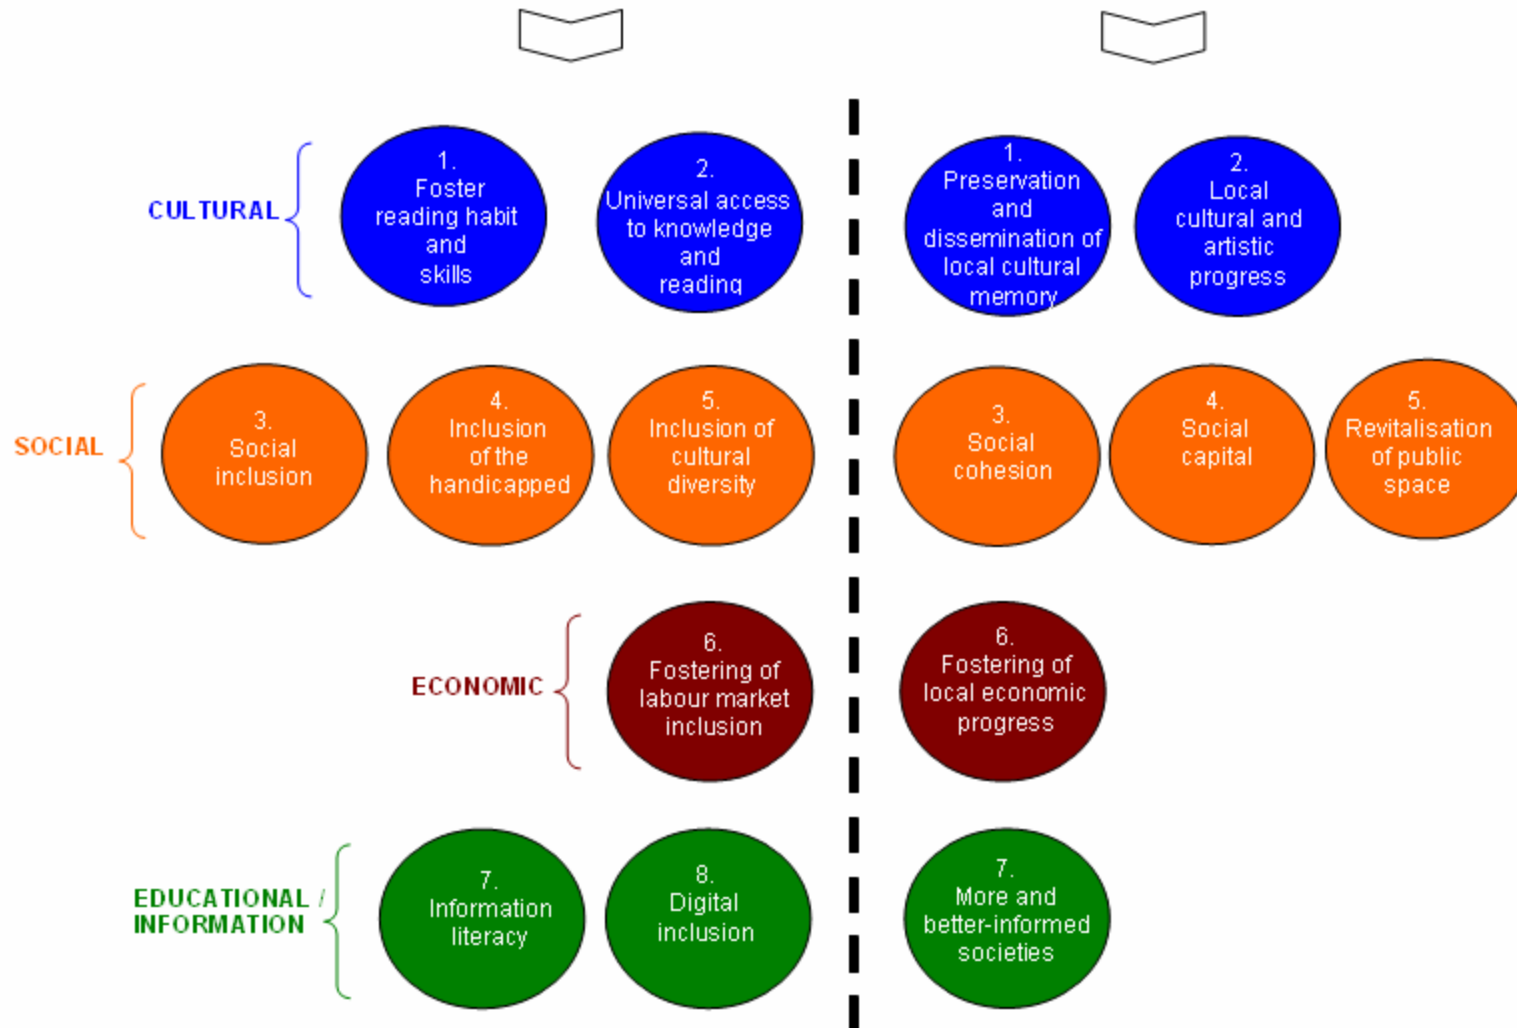 CULTURAL
1.
Foster
reading habit
and
skills
2.
Universal access
to knowledge
and
reading
1.
Preservation
and
dissemination of
local cultural
memory
2.
Local
cultural and
artistic
progress
SOCIAL
3.
Social
inclusion
4.
Inclusion
of the
handicapped
5.
Inclusion of
cultural
diversity
3.
Social
cohesion
4.
Social
capital
5.
Revitalisation
of public
space
ECONOMIC
6.
Fostering of
labour market
inclusion
6.
Fostering of
local economic
progress
EDUCATIONAL /
INFORMATION
7.
Information
literacy
8.
Digital
inclusion
7.
More and
better-informed
societies